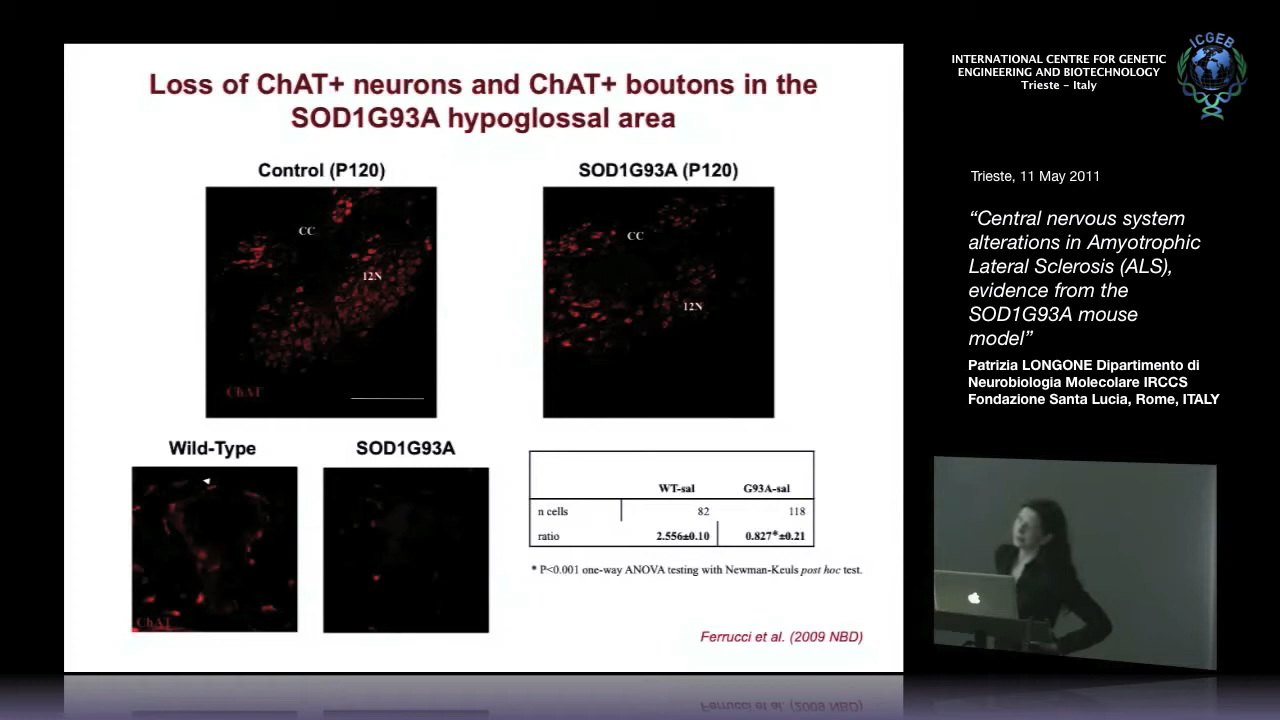 Loss of ChAT+ neurons and ChAT+ boutons in the
SOD1G93A hypoglossal area
Control (P120)
SOD1G93A (P120)
CC
12N
ChAT
CC
12N
Wild-Type
SOD1G93A
ChAT
WT-sal G93A-sal
n cells 82 118
ratio 2.556±0.10 0.827*±0.21
* P<0.001 one-way ANOVA testing with Newman-Keuls post hoc test.
Ferrucci et al. (2009 NBD)
INTERNATIONAL CENTRE FOR GENETIC
ENGINEERING AND BIOTECHNOLOGY
Trieste - Italy
ICGEB
Trieste, 11 May 2011
“Central nervous system
alterations in Amyotrophic
Lateral Sclerosis (ALS),
evidence from the
SOD1G93A mouse
model”
Patrizia LONGONE Dipartimento di
Neurobiologia Molecolare IRCCS
Fondazione Santa Lucia, Rome, ITALY